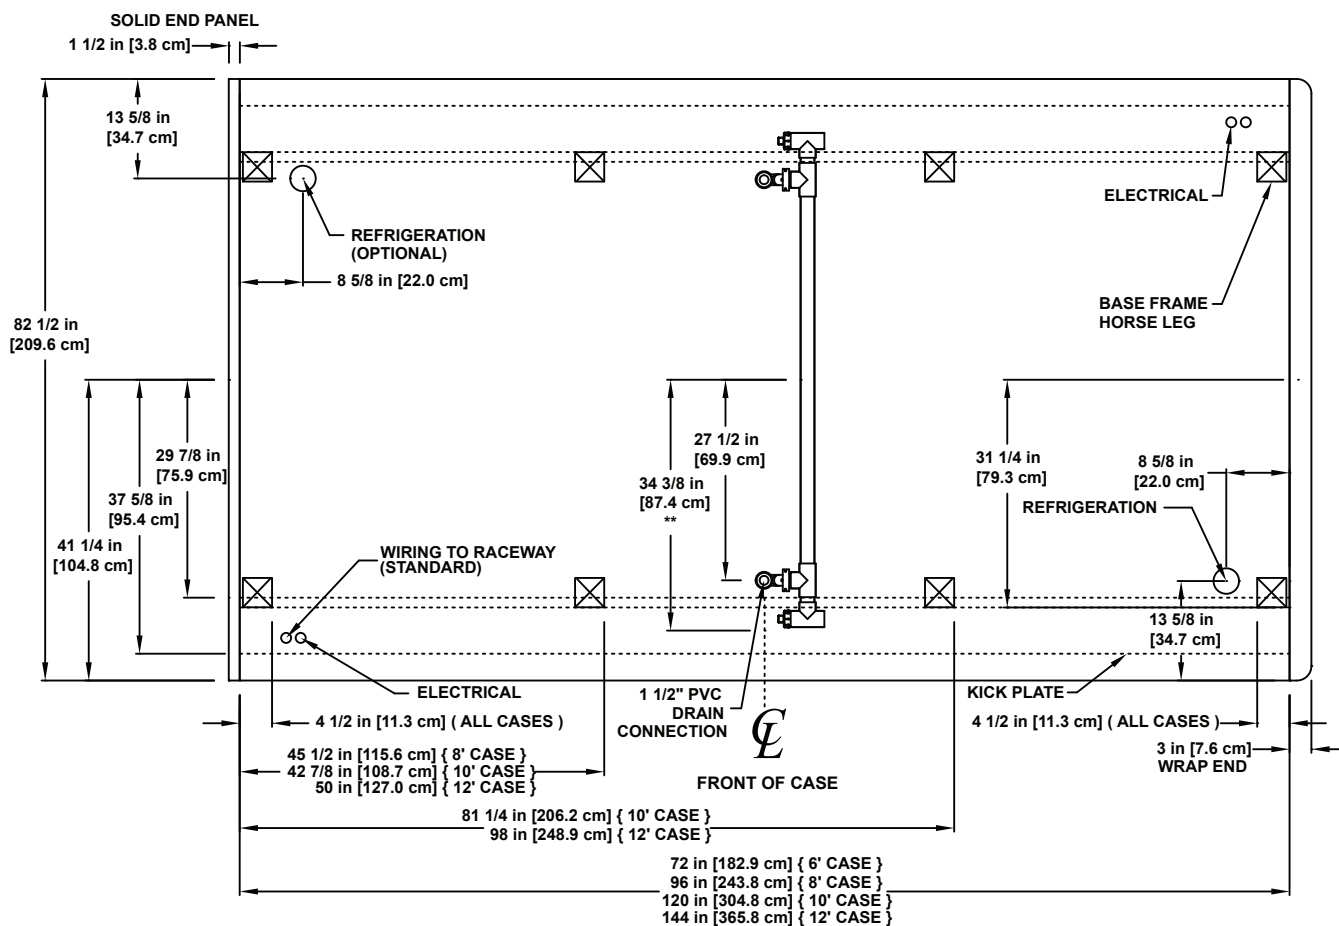 SOLID END PANEL
1 1/2 in [3.8 cm]
13 5/8 in
[34.7 cm]
ELECTRICAL
REFRIGERATION
(OPTIONAL)
8 5/8 in [22.0 cm]
BASE FRAME
HORSE LEG
82 1/2 in
[209.6 cm]
29 7/8 in
[75.9 cm]
27 1/2 in
[69.9 cm]
31 1/4 in
[79.3 cm]
8 5/8 in
[22.0 cm]
34 3/8 in
[87.4 cm]
**
37 5/8 in
[95.4 cm]
REFRIGERATION
41 1/4 in
[104.8 cm]
WIRING TO RACEWAY
(STANDARD)
13 5/8 in
[34.7 cm]
ELECTRICAL
1 1/2" PVC
DRAIN
CONNECTION
KICK PLATE
4 1/2 in [11.3 cm] ( ALL CASES )
4 1/2 in [11.3 cm] ( ALL CASES )
CL
FRONT OF CASE
3 in [7.6 cm]
WRAP END
45 1/2 in [115.6 cm] { 8' CASE }
42 7/8 in [108.7 cm] { 10' CASE }
50 in [127.0 cm] { 12' CASE }
81 1/4 in [206.2 cm] { 10' CASE }
98 in [248.9 cm] { 12' CASE }
72 in [182.9 cm] { 6' CASE }
96 in [243.8 cm] { 8' CASE }
120 in [304.8 cm] { 10' CASE }
144 in [365.8 cm] { 12' CASE }